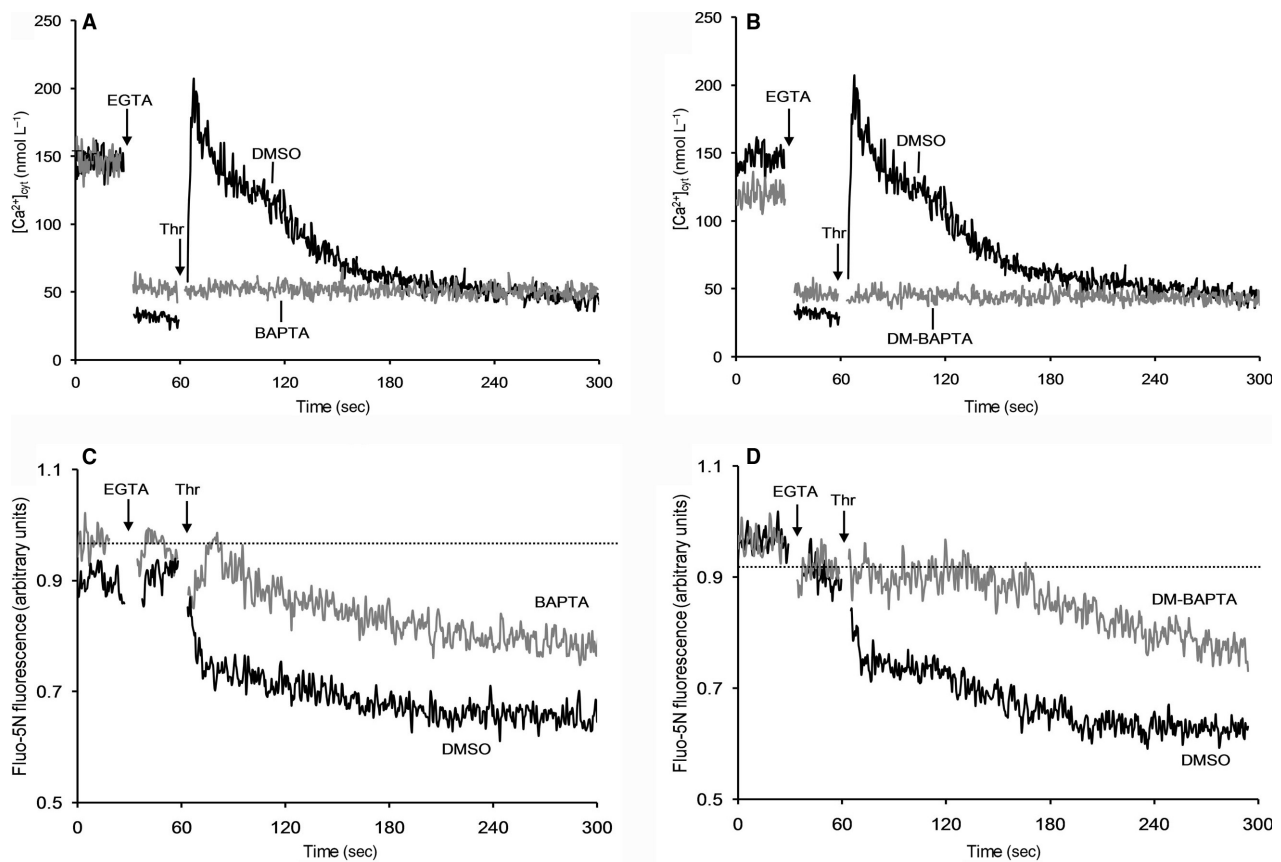 A
250
200
150
100
50
0
[Ca²⁺]cyt (nmol L⁻¹)
EGTA
Thr
DMSO
BAPTA
0 60 120 180 240 300
Time (sec)
B
250
200
150
100
50
0
[Ca²⁺]cyt (nmol L⁻¹)
EGTA
Thr
DMSO
DM-BAPTA
0 60 120 180 240 300
Time (sec)
C
1.1
0.9
0.7
0.5
Fluo-5N fluorescence (arbitrary units)
EGTA
Thr
BAPTA
DMSO
0 60 120 180 240 300
Time (sec)
D
1.1
0.9
0.7
0.5
Fluo-5N fluorescence (arbitrary units)
EGTA
Thr
DM-BAPTA
DMSO
0 60 120 180 240 300
Time (sec)